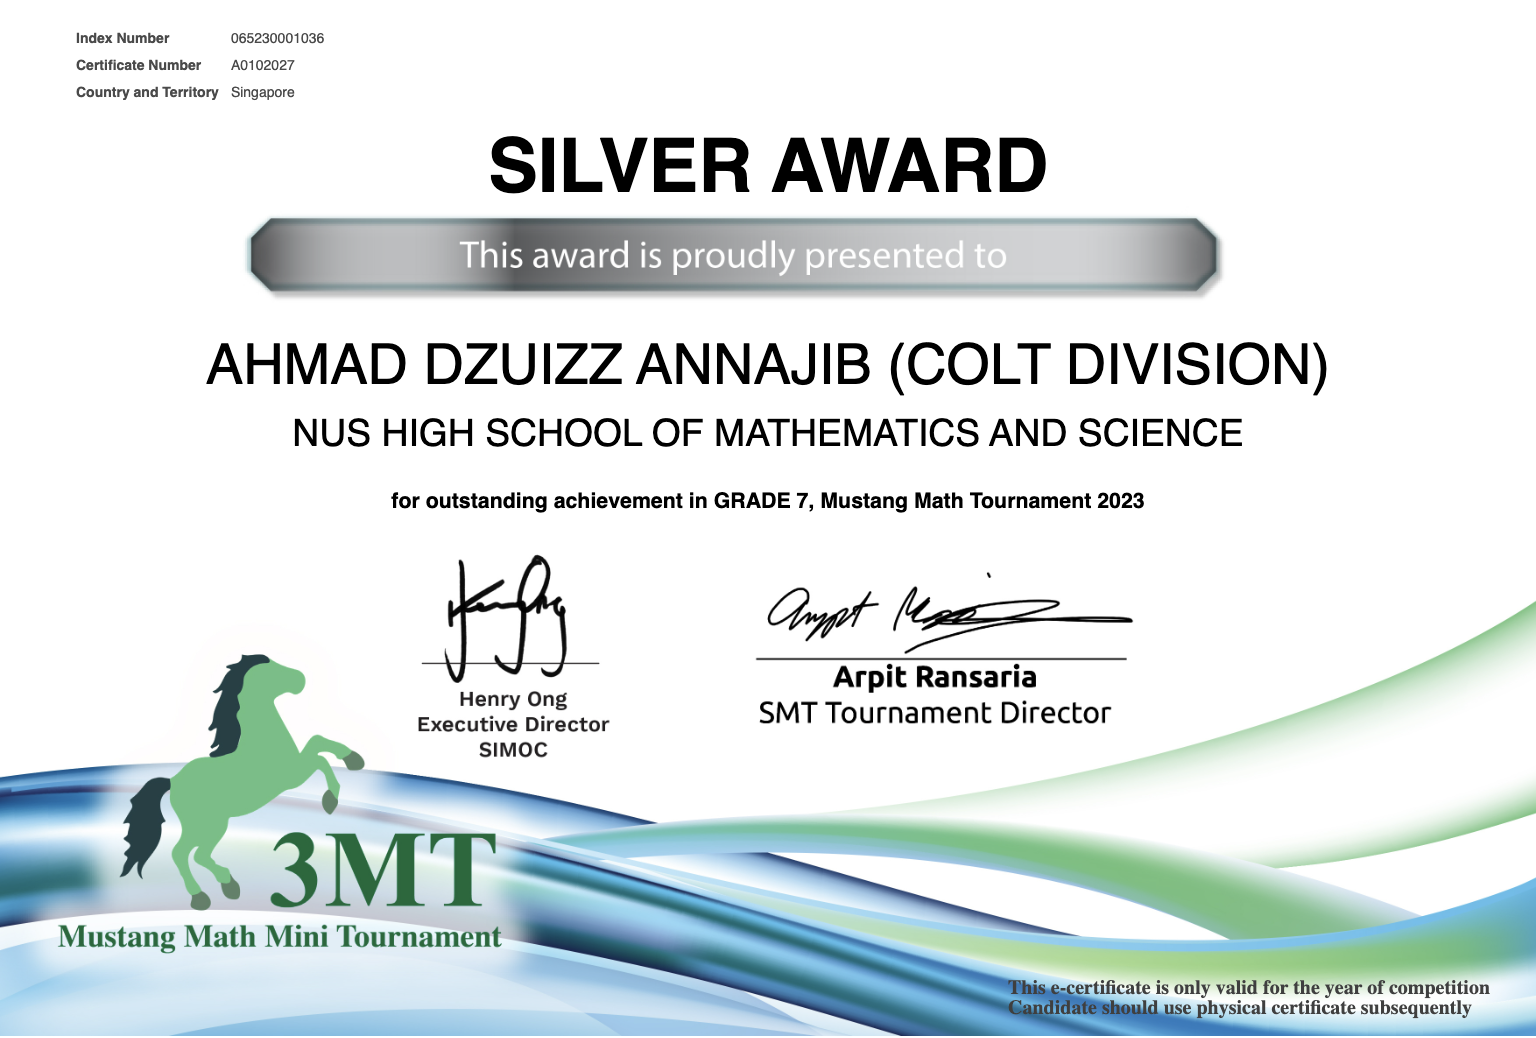 Index Number 065230001036
Certificate Number A0102027
Country and Territory Singapore
SILVER AWARD
This award is proudly presented to
AHMAD DZUIZZ ANNAJIB (COLT DIVISION)
NUS HIGH SCHOOL OF MATHEMATICS AND SCIENCE
for outstanding achievement in GRADE 7, Mustang Math Tournament 2023
Henry Ong
Executive Director
SIMOC
Arpit Ransaria
SMT Tournament Director
3MT
Mustang Math Mini Tournament
This e-certificate is only valid for the year of competition
Candidate should use physical certificate subsequently